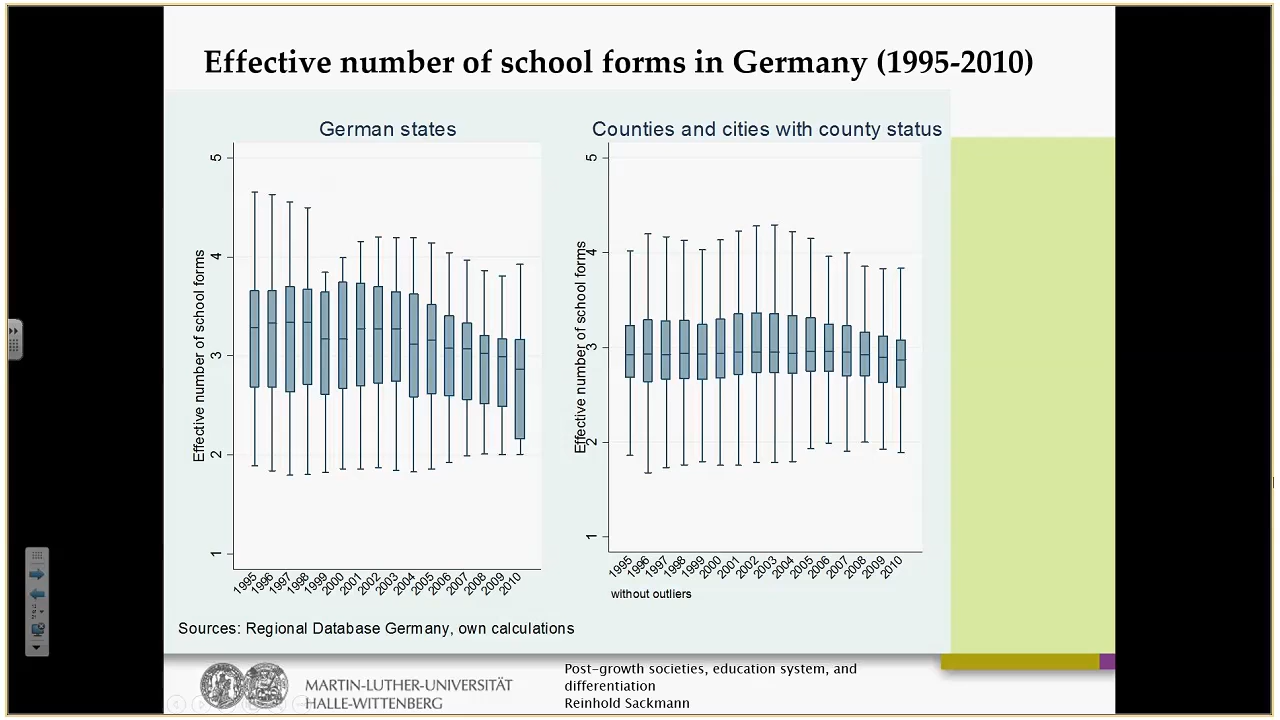 Effective number of school forms in Germany (1995-2010)
German states
Effective number of school forms
5
4
3
2
1
1995 1996 1997 1998 1999 2000 2001 2002 2003 2004 2005 2006 2007 2008 2009 2010
Counties and cities with county status
Effective number of school forms
5
4
3
2
1
1995 1996 1997 1998 1999 2000 2001 2002 2003 2004 2005 2006 2007 2008 2009 2010
without outliers
Sources: Regional Database Germany, own calculations
MARTIN-LUTHER-UNIVERSITÄT
HALLE-WITTENBERG
Post-growth societies, education system, and
differentiation
Reinhold Sackmann